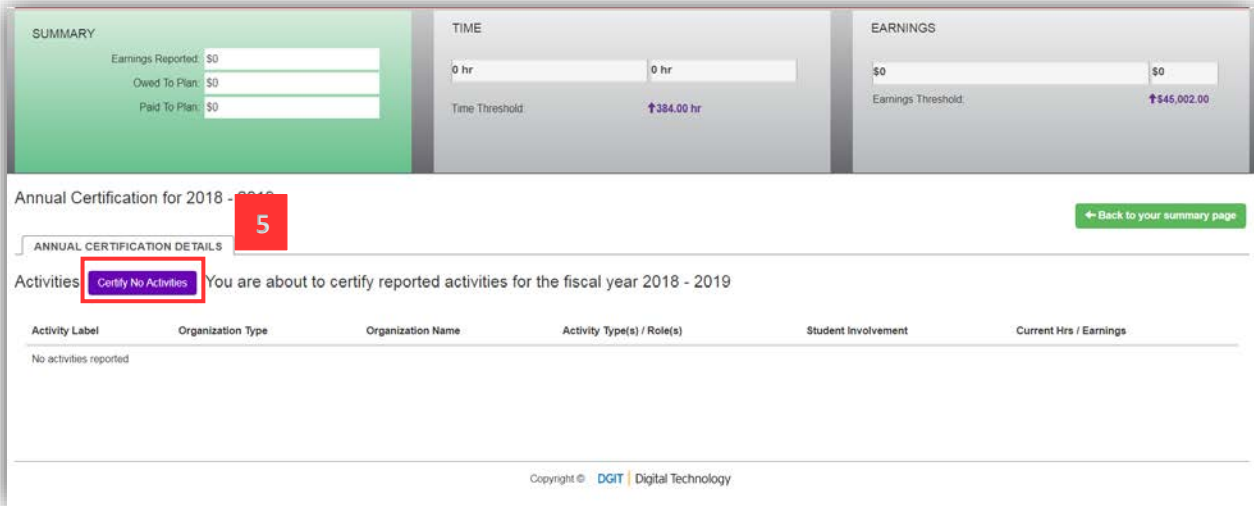 SUMMARY
Earnings Reported: $0
Owed To Plan: $0
Paid To Plan: $0
TIME
0 hr 0 hr
Time Threshold: 384.00 hr
EARNINGS
$0 $0
Earnings Threshold: $45,002.00
Annual Certification for 2018 - 2019
5
Back to your summary page
ANNUAL CERTIFICATION DETAILS
Activities Certify No Activities You are about to certify reported activities for the fiscal year 2018 - 2019
Activity Label Organization Type Organization Name Activity Type(s) / Role(s) Student Involvement Current Hrs / Earnings
No activities reported
Copyright © DGIT | Digital Technology